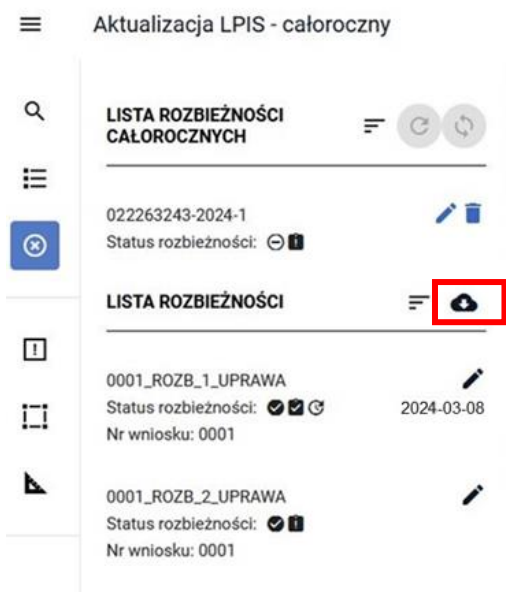 Aktualizacja LPIS - całoroczny
LISTA ROZBIEŻNOŚCI
CAŁOROCZNYCH
022263243-2024-1
Status rozbieżności:
LISTA ROZBIEŻNOŚCI
0001_ROZB_1_UPRAWA
Status rozbieżności:
2024-03-08
Nr wniosku: 0001
0001_ROZB_2_UPRAWA
Status rozbieżności:
Nr wniosku: 0001